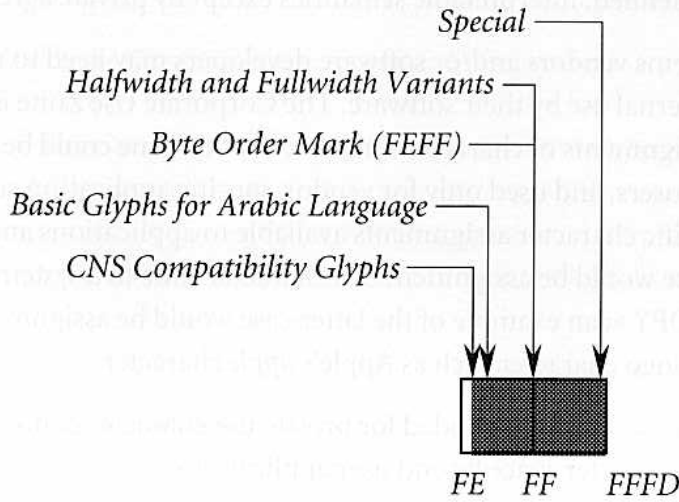 Special
Halfwidth and Fullwidth Variants
Byte Order Mark (FEFF)
Basic Glyphs for Arabic Language
CNS Compatibility Glyphs
FE FF FFFD